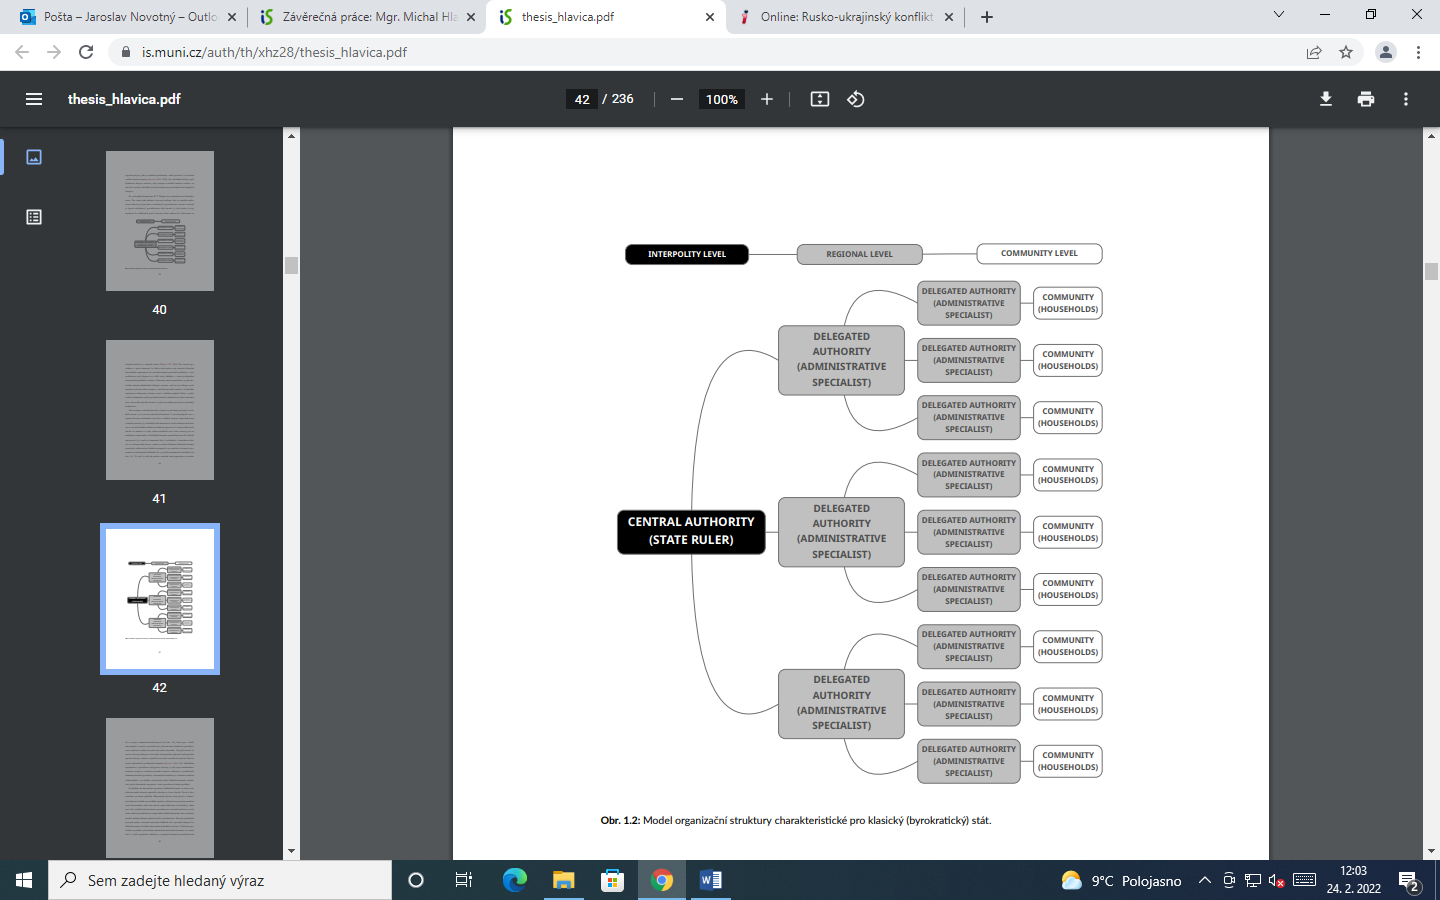 Pošta – Jaroslav Novotný – Outlo
Závěrečná práce: Mgr. Michal Hla
thesis_hlavica.pdf
Online: Rusko-ukrajinský konflikt
is.muni.cz/auth/th/xhz28/thesis_hlavica.pdf
thesis_hlavica.pdf
42 / 236
100%
40
41
42
INTERPOLITY LEVEL
REGIONAL LEVEL
COMMUNITY LEVEL
DELEGATED AUTHORITY
(ADMINISTRATIVE
SPECIALIST)
COMMUNITY
(HOUSEHOLDS)
DELEGATED
AUTHORITY
(ADMINISTRATIVE
SPECIALIST)
DELEGATED AUTHORITY
(ADMINISTRATIVE
SPECIALIST)
COMMUNITY
(HOUSEHOLDS)
DELEGATED AUTHORITY
(ADMINISTRATIVE
SPECIALIST)
COMMUNITY
(HOUSEHOLDS)
DELEGATED AUTHORITY
(ADMINISTRATIVE
SPECIALIST)
COMMUNITY
(HOUSEHOLDS)
CENTRAL AUTHORITY
(STATE RULER)
DELEGATED
AUTHORITY
(ADMINISTRATIVE
SPECIALIST)
DELEGATED AUTHORITY
(ADMINISTRATIVE
SPECIALIST)
COMMUNITY
(HOUSEHOLDS)
DELEGATED AUTHORITY
(ADMINISTRATIVE
SPECIALIST)
COMMUNITY
(HOUSEHOLDS)
DELEGATED AUTHORITY
(ADMINISTRATIVE
SPECIALIST)
COMMUNITY
(HOUSEHOLDS)
DELEGATED
AUTHORITY
(ADMINISTRATIVE
SPECIALIST)
DELEGATED AUTHORITY
(ADMINISTRATIVE
SPECIALIST)
COMMUNITY
(HOUSEHOLDS)
DELEGATED AUTHORITY
(ADMINISTRATIVE
SPECIALIST)
COMMUNITY
(HOUSEHOLDS)
Obr. 1.2: Model organizační struktury charakteristické pro klasický (byrokratický) stát.
Sem zadejte hledaný výraz
9°C Polojasno
12:03
24. 2. 2022
2